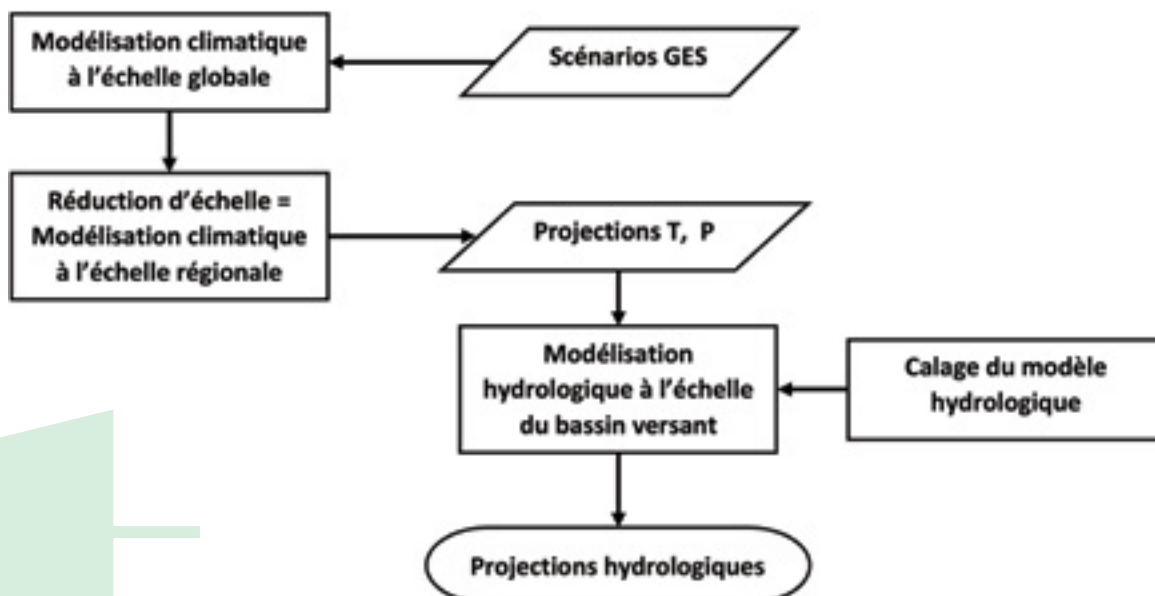 Modélisation climatique
à l’échelle globale
Scénarios GES
Réduction d’échelle =
Modélisation climatique
à l’échelle régionale
Projections T, P
Modélisation
hydrologique à l’échelle
du bassin versant
Calage du modèle
hydrologique
Projections hydrologiques